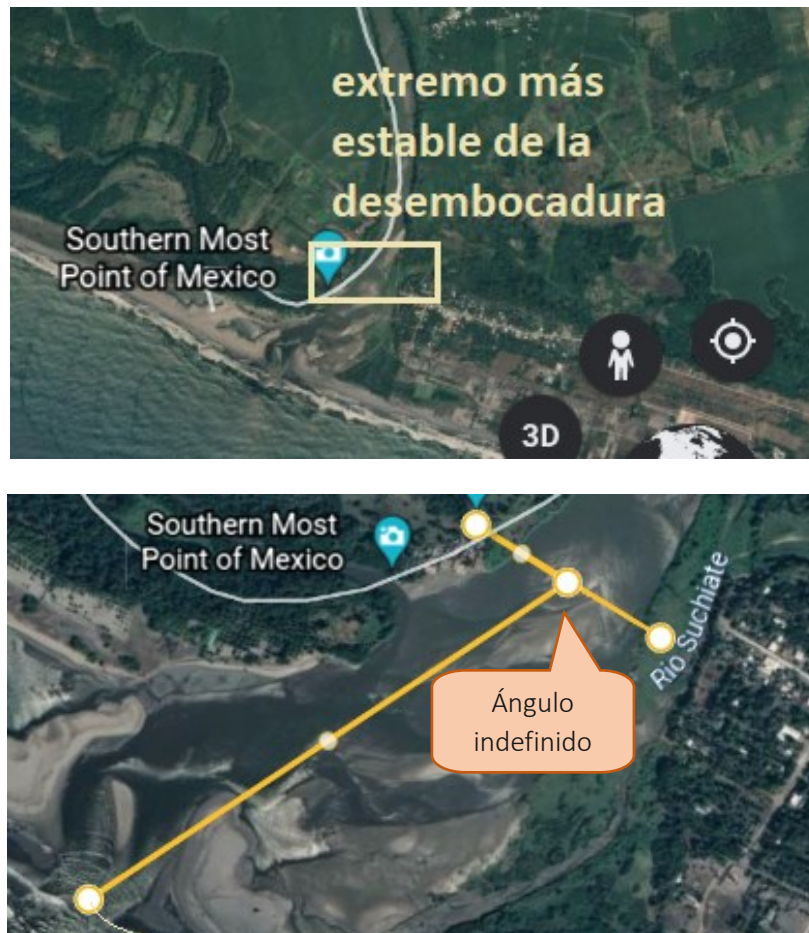 extremo más
estable de la
desembocadura
Southern Most
Point of Mexico
3D
Southern Most
Point of Mexico
Rio Suchiate
Ángulo
indefinido